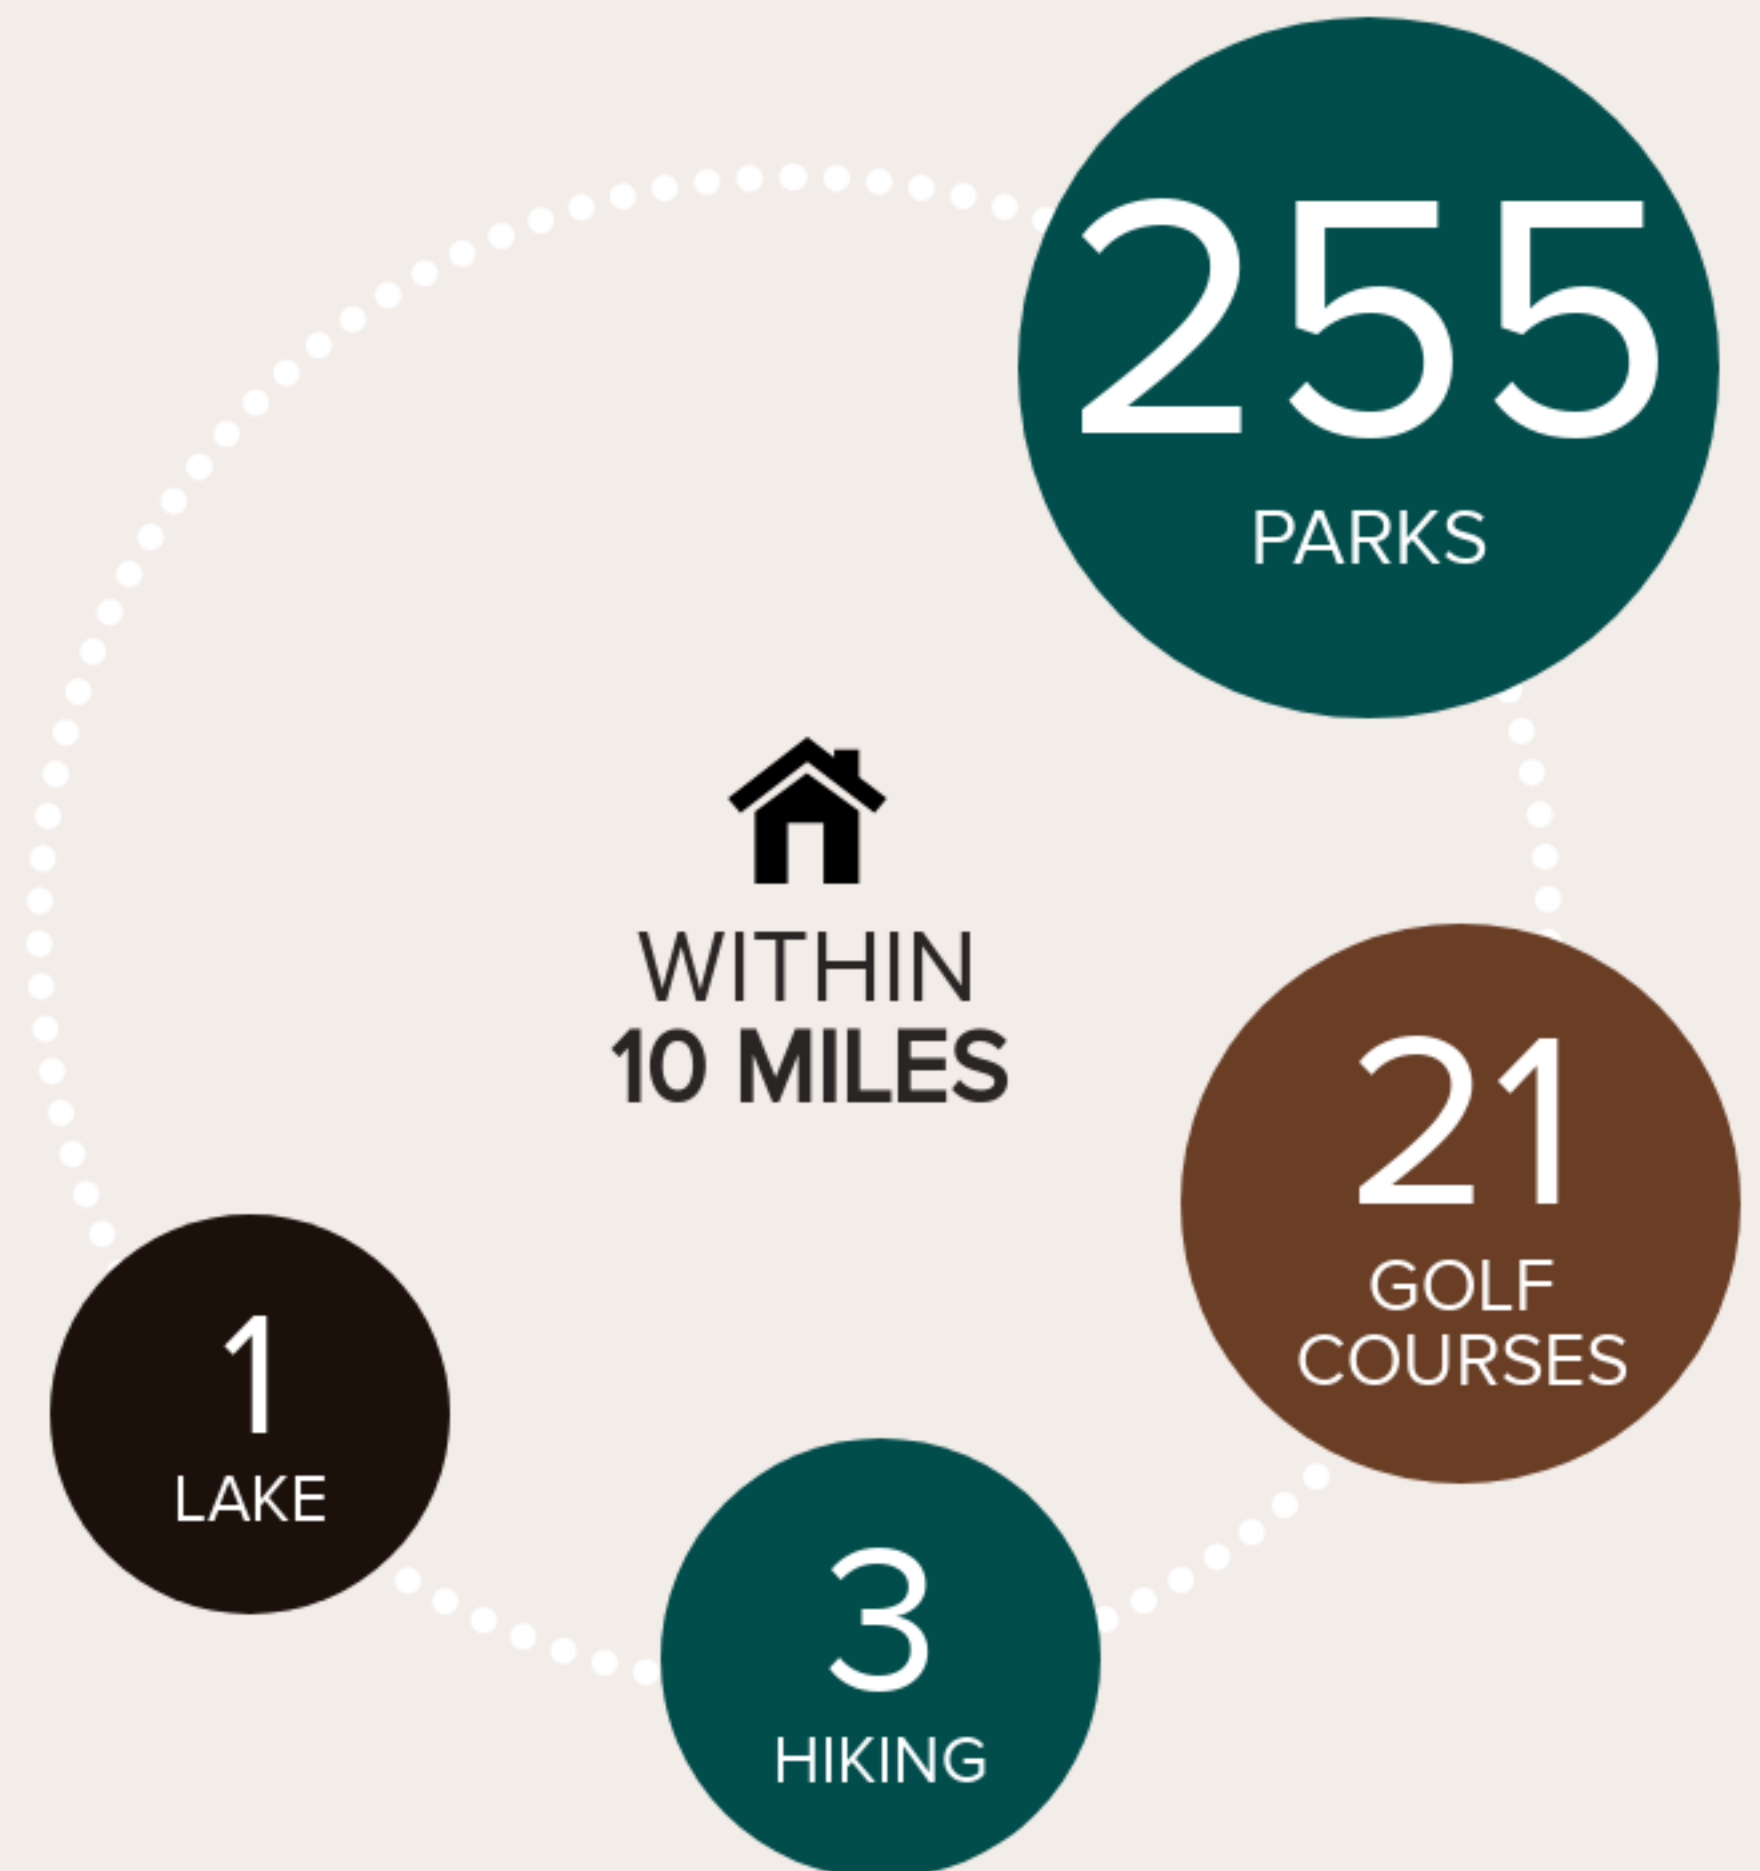 255
PARKS
WITHIN
10 MILES
21
GOLF
COURSES
1
LAKE
3
HIKING